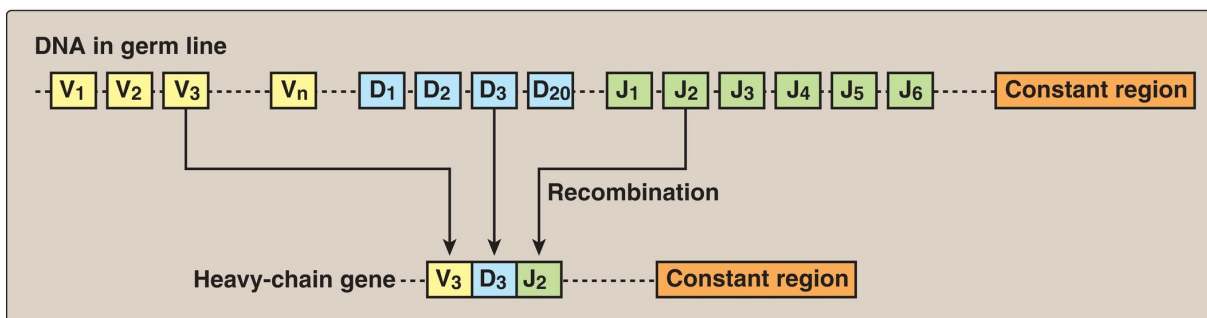 DNA in germ line
V1 V2 V3 Vn D1 D2 D3 D20 J1 J2 J3 J4 J5 J6 Constant region
Recombination
Heavy-chain gene V3 D3 J2 Constant region